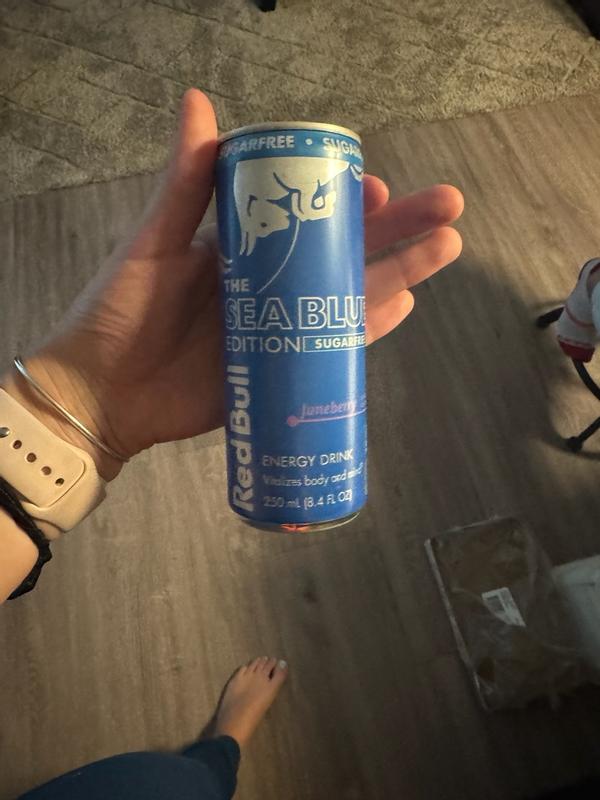 SUGARFREE • SUGAR
THE
SEA BLUE
EDITION SUGARFREE
Red Bull
Juneberry
ENERGY DRINK
Vitalizes body and mind®
250 mL (8.4 FL OZ)